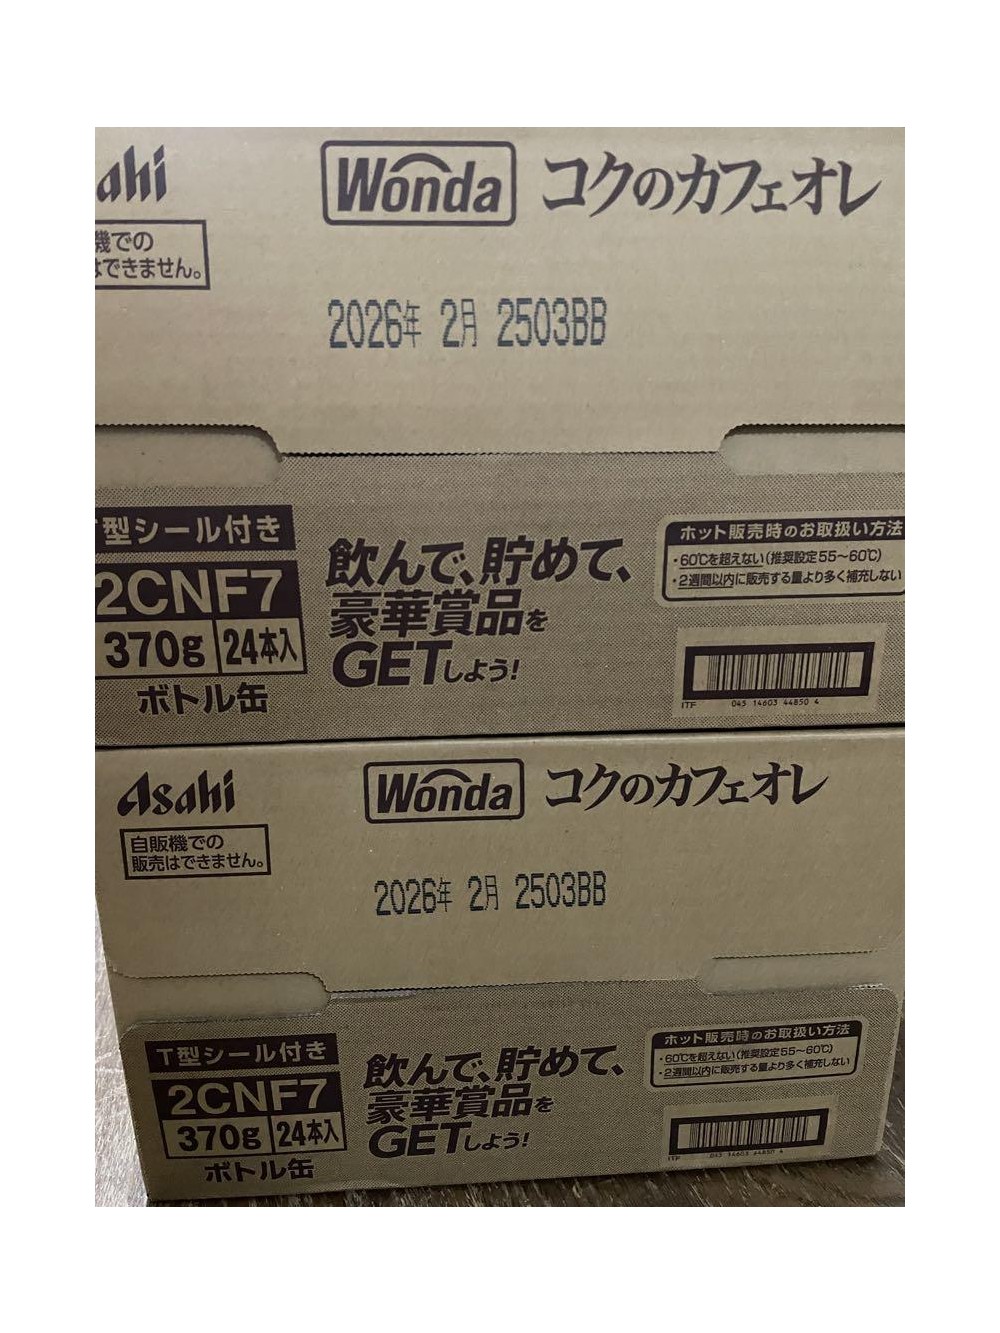 ahi
Wonda コクのカフェオレ
機での
はできません。
2026年 2月 2503BB
型シール付き
2CNF7
370g 24本入
ボトル缶
飲んで、貯めて、
豪華賞品を
GETしよう!
ホット販売時のお取扱い方法
・60℃を超えない(推奨設定55～60℃)
・2週間以内に販売する量より多く補充しない
ITF 045 14603 44850 4
Asahi
Wonda コクのカフェオレ
自販機での
販売はできません。
2026年 2月 2503BB
T型シール付き
2CNF7
370g 24本入
ボトル缶
飲んで、貯めて、
豪華賞品を
GETしよう!
ホット販売時のお取扱い方法
・60℃を超えない(推奨設定55～60℃)
・2週間以内に販売する量より多く補充しない
ITF 045 14603 44850 4